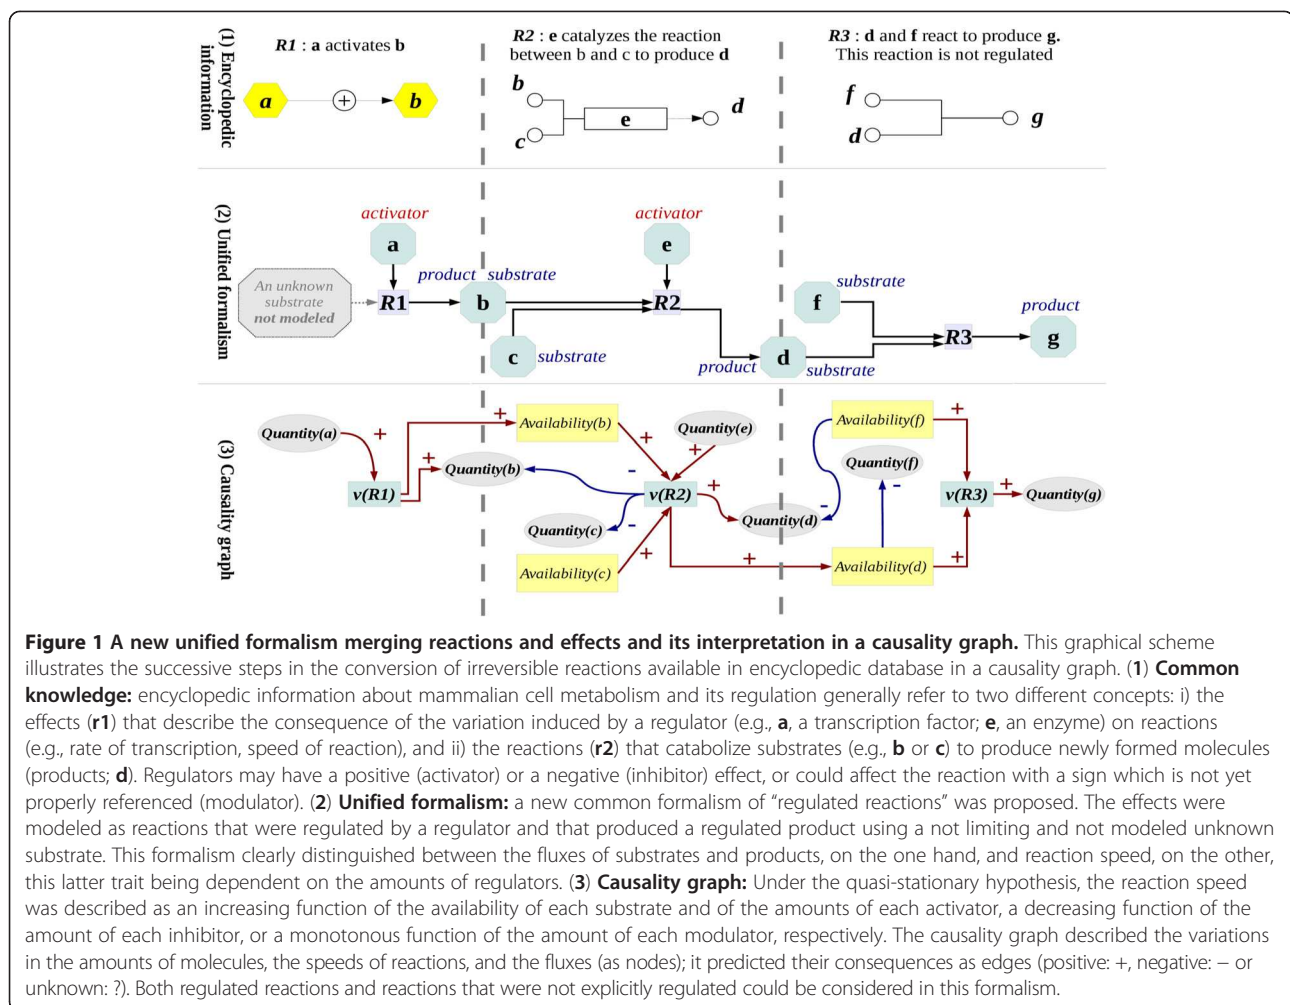 (1) Encyclopedic
information
R1 : a activates b
a
+
b
R2 : e catalyzes the reaction
between b and c to produce d
b
c
e
d
R3 : d and f react to produce g.
This reaction is not regulated
f
d
g
(2) Unified formalism
activator
a
An unknown
substrate
not modeled
R1
product
substrate
b
c
substrate
activator
e
R2
product
d
substrate
f
substrate
R3
product
g
(3) Causality graph
Quantity(a)
+
v(R1)
+
+
Availability(b)
Quantity(b)
+
Quantity(e)
+
-
v(R2)
+
-
Quantity(c)
Quantity(d)
Availability(c)
+
+
Availability(f)
+
Quantity(f)
-
-
v(R3)
+
Quantity(g)
Availability(d)
+
Figure 1 A new unified formalism merging reactions and effects and its interpretation in a causality graph. This graphical scheme
illustrates the successive steps in the conversion of irreversible reactions available in encyclopedic database in a causality graph. (1) Common
knowledge: encyclopedic information about mammalian cell metabolism and its regulation generally refer to two different concepts: i) the
effects (r1) that describe the consequence of the variation induced by a regulator (e.g., a, a transcription factor; e, an enzyme) on reactions
(e.g., rate of transcription, speed of reaction), and ii) the reactions (r2) that catabolize substrates (e.g., b or c) to produce newly formed molecules
(products; d). Regulators may have a positive (activator) or a negative (inhibitor) effect, or could affect the reaction with a sign which is not yet
properly referenced (modulator). (2) Unified formalism: a new common formalism of “regulated reactions” was proposed. The effects were
modeled as reactions that were regulated by a regulator and that produced a regulated product using a not limiting and not modeled unknown
substrate. This formalism clearly distinguished between the fluxes of substrates and products, on the one hand, and reaction speed, on the other,
this latter trait being dependent on the amounts of regulators. (3) Causality graph: Under the quasi-stationary hypothesis, the reaction speed
was described as an increasing function of the availability of each substrate and of the amounts of each activator, a decreasing function of the
amount of each inhibitor, or a monotonous function of the amount of each modulator, respectively. The causality graph described the variations
in the amounts of molecules, the speeds of reactions, and the fluxes (as nodes); it predicted their consequences as edges (positive: +, negative: − or
unknown: ?). Both regulated reactions and reactions that were not explicitly regulated could be considered in this formalism.